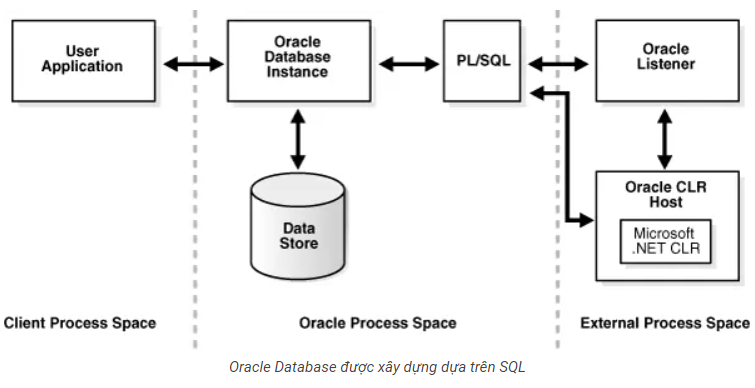 User
Application
Oracle
Database
Instance
PL/SQL
Oracle
Listener
Data
Store
Oracle CLR
Host
Microsoft
.NET CLR
Client Process Space
Oracle Process Space
External Process Space
Oracle Database được xây dựng dựa trên SQL